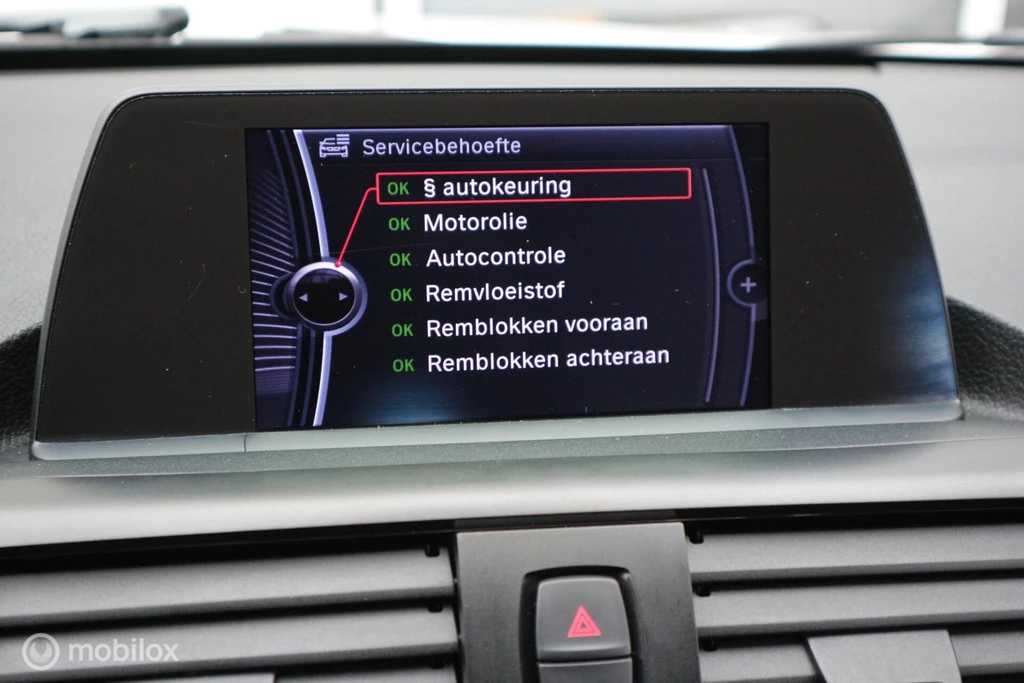 Servicebehoefte
OK § autokeuring
OK Motorolie
OK Autocontrole
OK Remvloeistof
OK Remblokken vooraan
OK Remblokken achteraan
mobilox